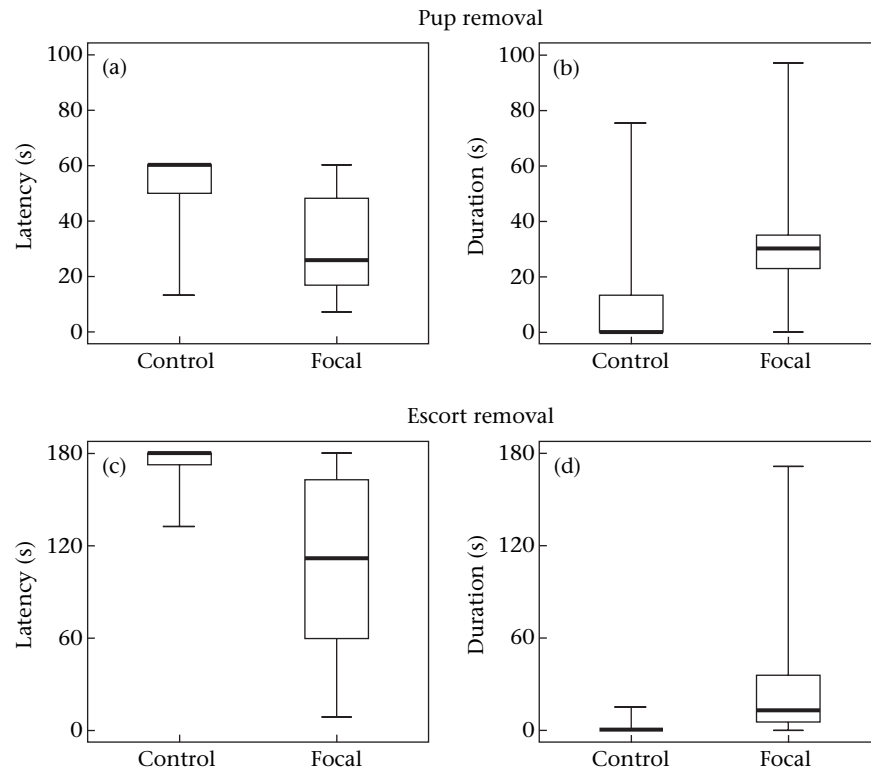 Pup removal
(a)
100
80
60
40
20
0
Latency (s)
Control Focal
(b)
100
80
60
40
20
0
Duration (s)
Control Focal
Escort removal
(c)
180
120
60
0
Latency (s)
Control Focal
(d)
180
120
60
0
Duration (s)
Control Focal